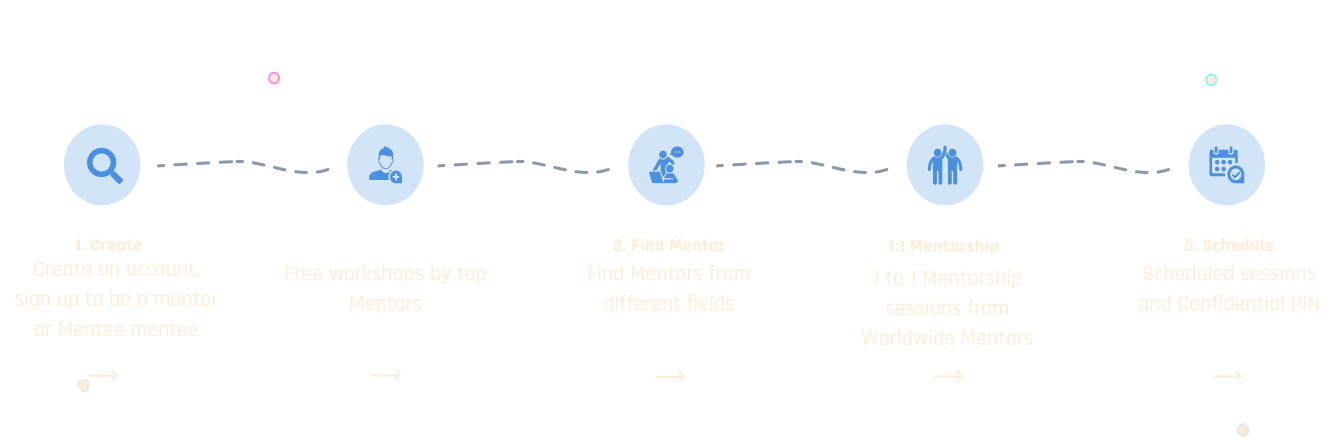 1. Create
Create an account,
sign up to be a mentor
or Mentee mentee
Free workshops by top
Mentors
3. Find Mentor
Find Mentors from
different fields
1:1 Mentorship
1 to 1 Mentorship
sessions from
Worldwide Mentors
5. Schedule
Scheduled sessions
and Confidential PIN